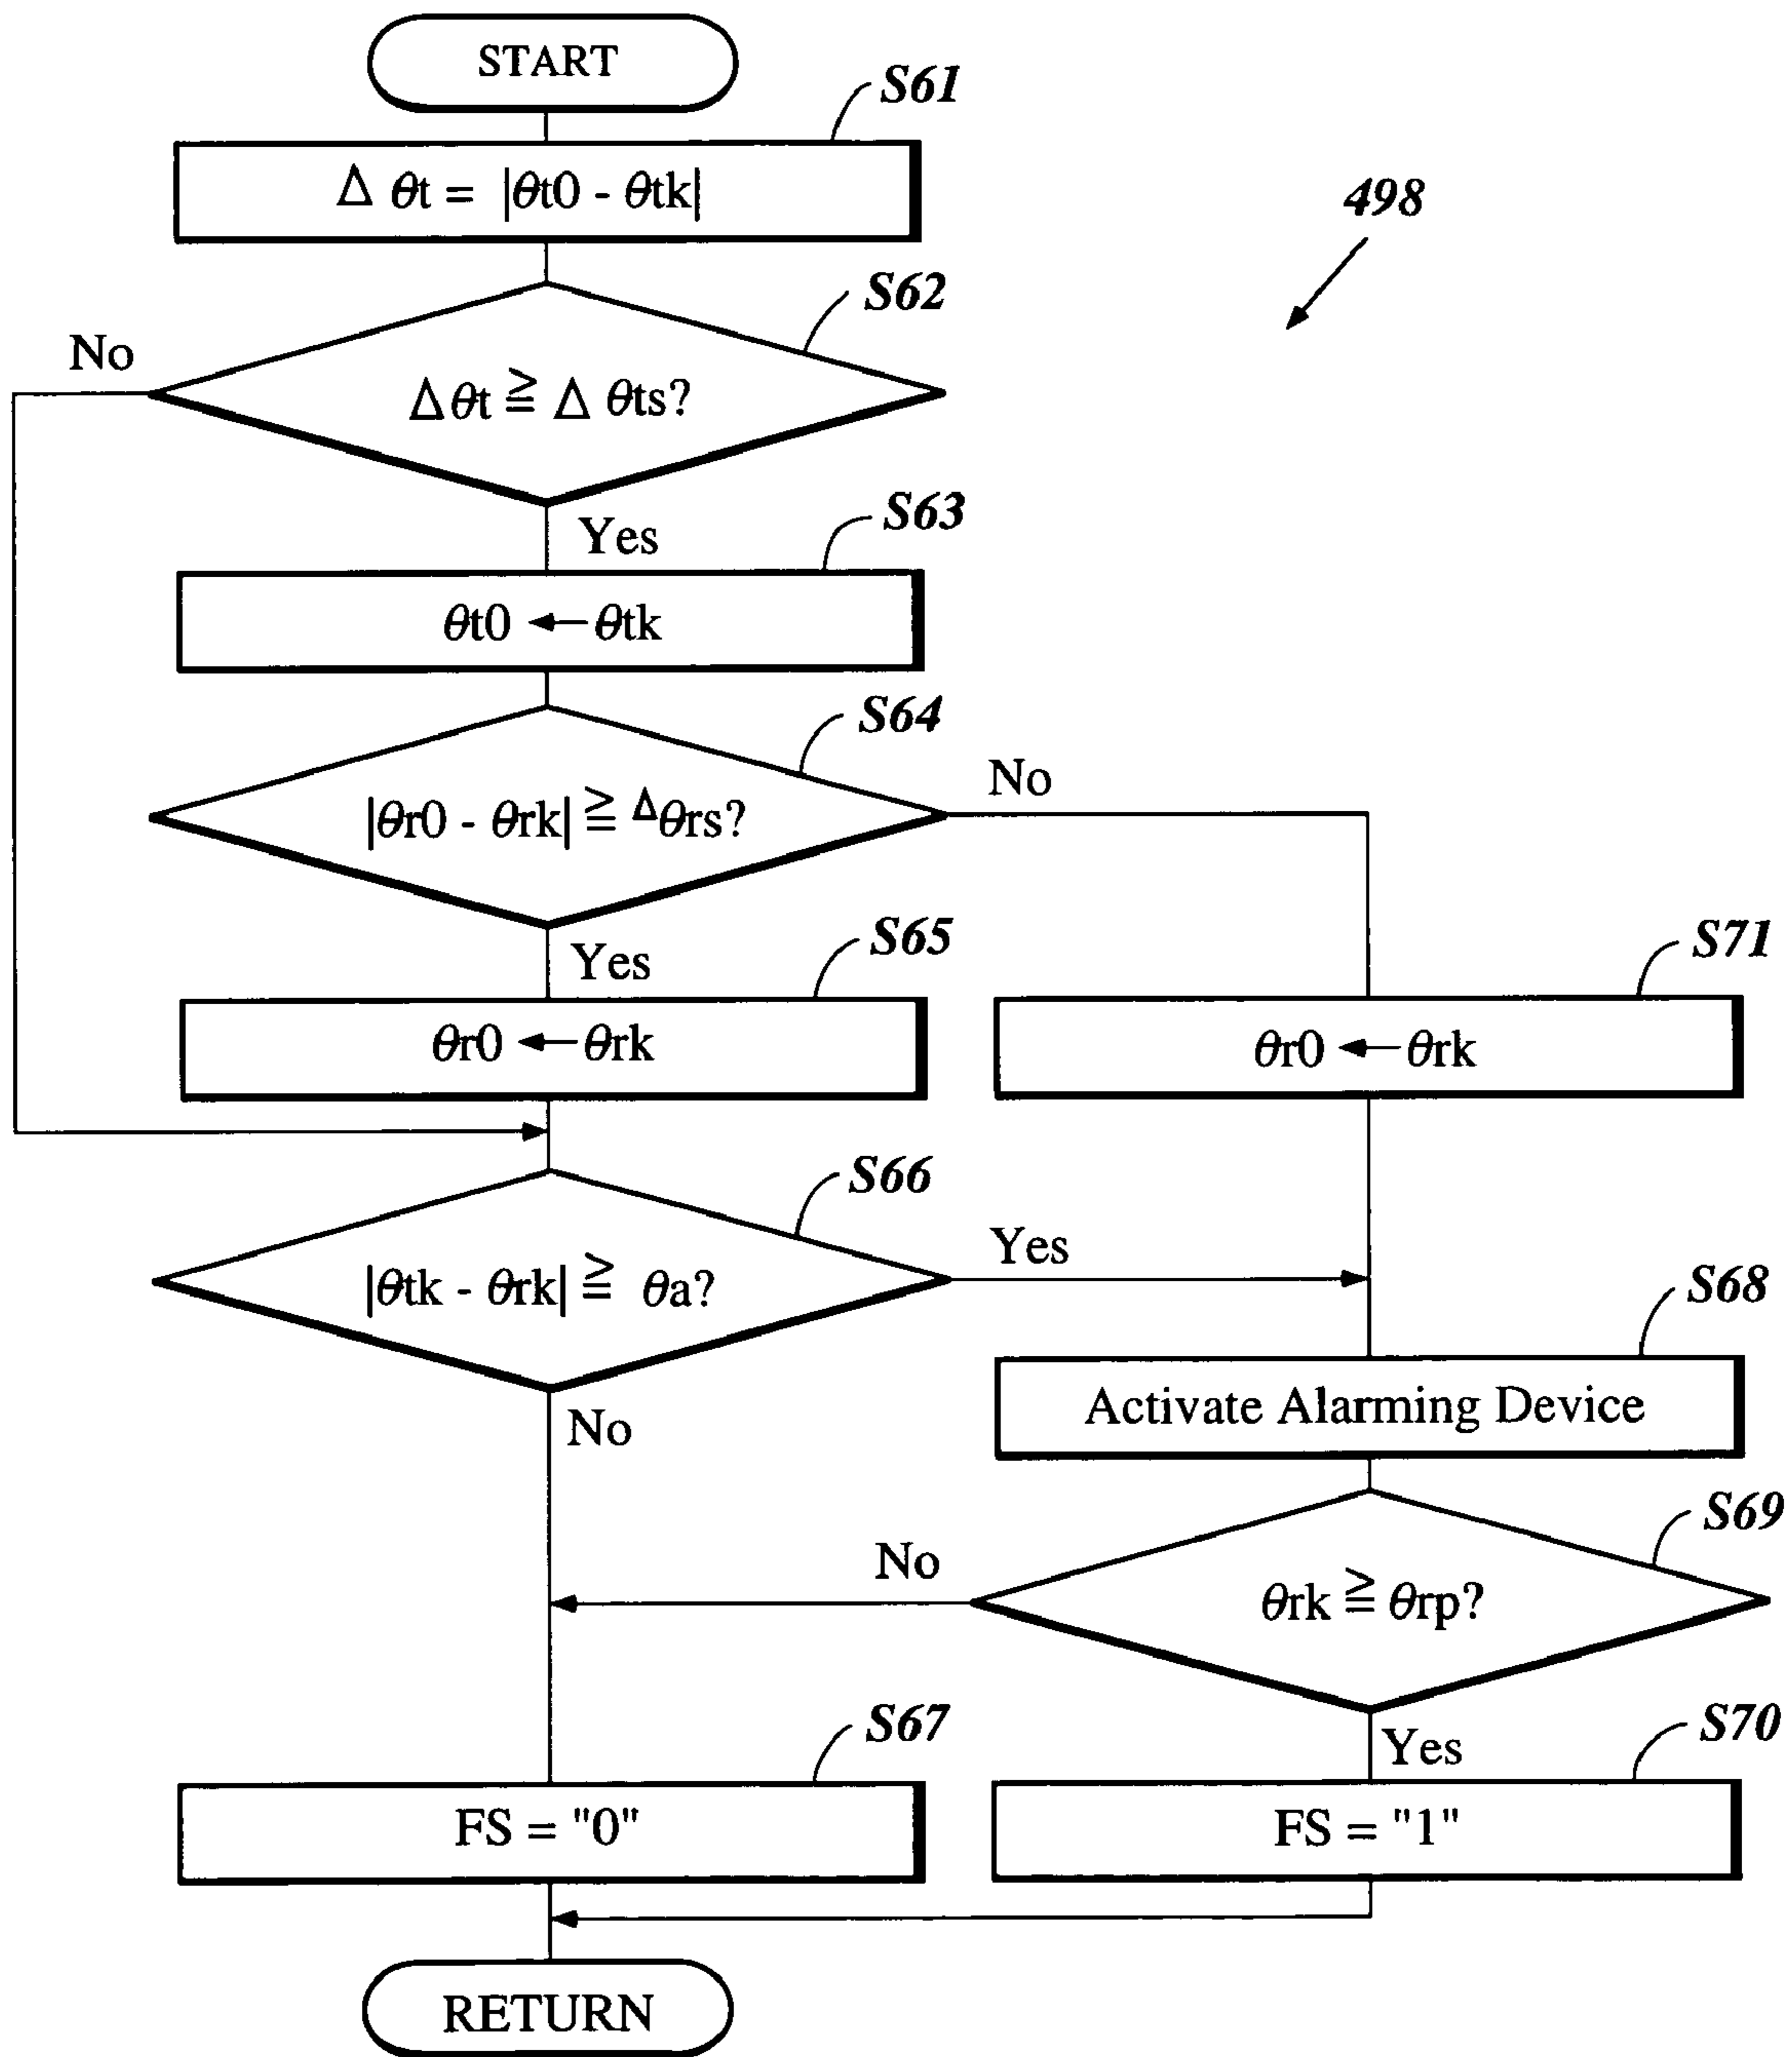 START
S61
Δ θt = |θt0 - θtk|
498
S62
No
Δθt ≧ Δ θts?
S63
Yes
θt0 ← θtk
S64
No
|θr0 - θrk| ≧ Δθrs?
S65
S71
Yes
θr0 ← θrk
θr0 ← θrk
S66
Yes
|θtk - θrk| ≧ θa?
S68
No
Activate Alarming Device
S69
No
θrk ≧ θrp?
S67
S70
Yes
FS = "0"
FS = "1"
RETURN